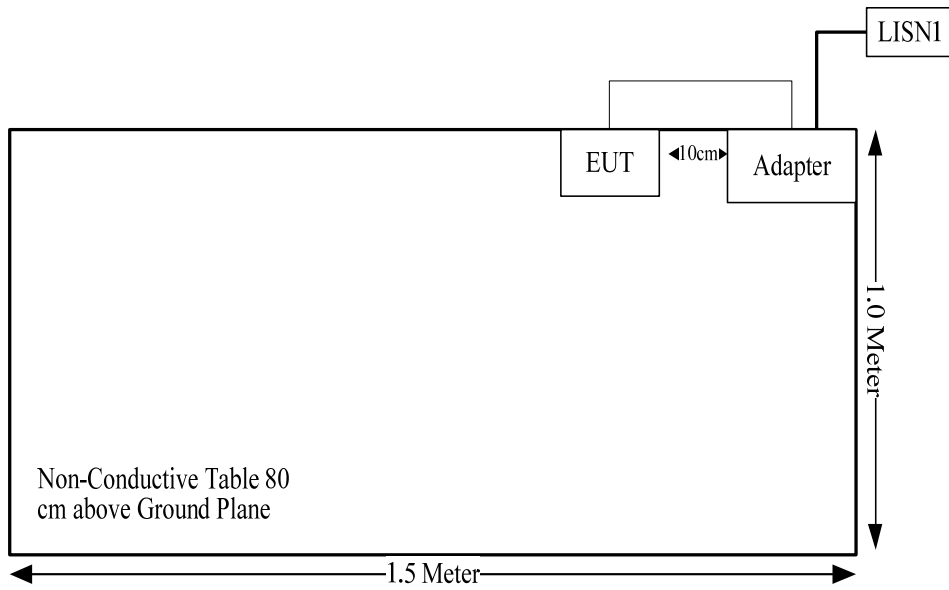 LISN1
EUT
10cm
Adapter
1.0 Meter
Non-Conductive Table 80
cm above Ground Plane
1.5 Meter